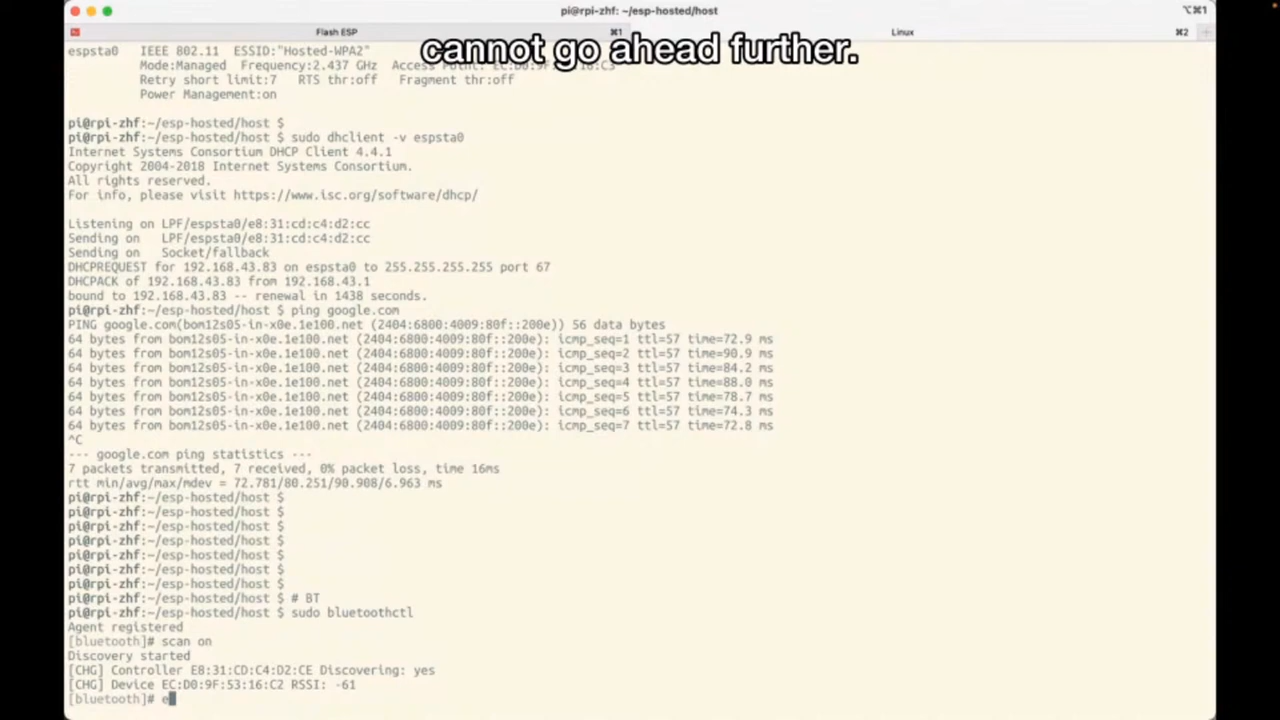 pi@rpi-zhf: ~/esp-hosted/host
⌥⌘1
Flash ESP
⌘1
Linux
⌘2
cannot go ahead further.
espsta0   IEEE 802.11  ESSID:"Hosted-WPA2"
Mode:Managed  Frequency:2.437 GHz  Access Point: EC:D0:9F:
Retry short limit:7  RTS thr:off   Fragment thr:off
Power Management:on
pi@rpi-zhf:~/esp-hosted/host $
pi@rpi-zhf:~/esp-hosted/host $ sudo dhclient -v espsta0
Internet Systems Consortium DHCP Client 4.4.1
Copyright 2004-2018 Internet Systems Consortium.
All rights reserved.
For info, please visit https://www.isc.org/software/dhcp/
Listening on LPF/espsta0/e8:31:cd:c4:d2:cc
Sending on   LPF/espsta0/e8:31:cd:c4:d2:cc
Sending on   Socket/fallback
DHCPREQUEST for 192.168.43.83 on espsta0 to 255.255.255.255 port 67
DHCPACK of 192.168.43.83 from 192.168.43.1
bound to 192.168.43.83 -- renewal in 1438 seconds.
pi@rpi-zhf:~/esp-hosted/host $ ping google.com
PING google.com(bom12s05-in-x0e.1e100.net (2404:6800:4009:80f::200e)) 56 data bytes
64 bytes from bom12s05-in-x0e.1e100.net (2404:6800:4009:80f::200e): icmp_seq=1 ttl=57 time=72.9 ms
64 bytes from bom12s05-in-x0e.1e100.net (2404:6800:4009:80f::200e): icmp_seq=2 ttl=57 time=90.9 ms
64 bytes from bom12s05-in-x0e.1e100.net (2404:6800:4009:80f::200e): icmp_seq=3 ttl=57 time=84.2 ms
64 bytes from bom12s05-in-x0e.1e100.net (2404:6800:4009:80f::200e): icmp_seq=4 ttl=57 time=88.0 ms
64 bytes from bom12s05-in-x0e.1e100.net (2404:6800:4009:80f::200e): icmp_seq=5 ttl=57 time=78.7 ms
64 bytes from bom12s05-in-x0e.1e100.net (2404:6800:4009:80f::200e): icmp_seq=6 ttl=57 time=74.3 ms
64 bytes from bom12s05-in-x0e.1e100.net (2404:6800:4009:80f::200e): icmp_seq=7 ttl=57 time=72.8 ms
^C
--- google.com ping statistics ---
7 packets transmitted, 7 received, 0% packet loss, time 16ms
rtt min/avg/max/mdev = 72.781/80.251/90.908/6.963 ms
pi@rpi-zhf:~/esp-hosted/host $
pi@rpi-zhf:~/esp-hosted/host $
pi@rpi-zhf:~/esp-hosted/host $
pi@rpi-zhf:~/esp-hosted/host $
pi@rpi-zhf:~/esp-hosted/host $
pi@rpi-zhf:~/esp-hosted/host $
pi@rpi-zhf:~/esp-hosted/host $
pi@rpi-zhf:~/esp-hosted/host $ # BT
pi@rpi-zhf:~/esp-hosted/host $ sudo bluetoothctl
Agent registered
[bluetooth]# scan on
Discovery started
[CHG] Controller E8:31:CD:C4:D2:CE Discovering: yes
[CHG] Device EC:D0:9F:53:16:C2 RSSI: -61
[bluetooth]# e